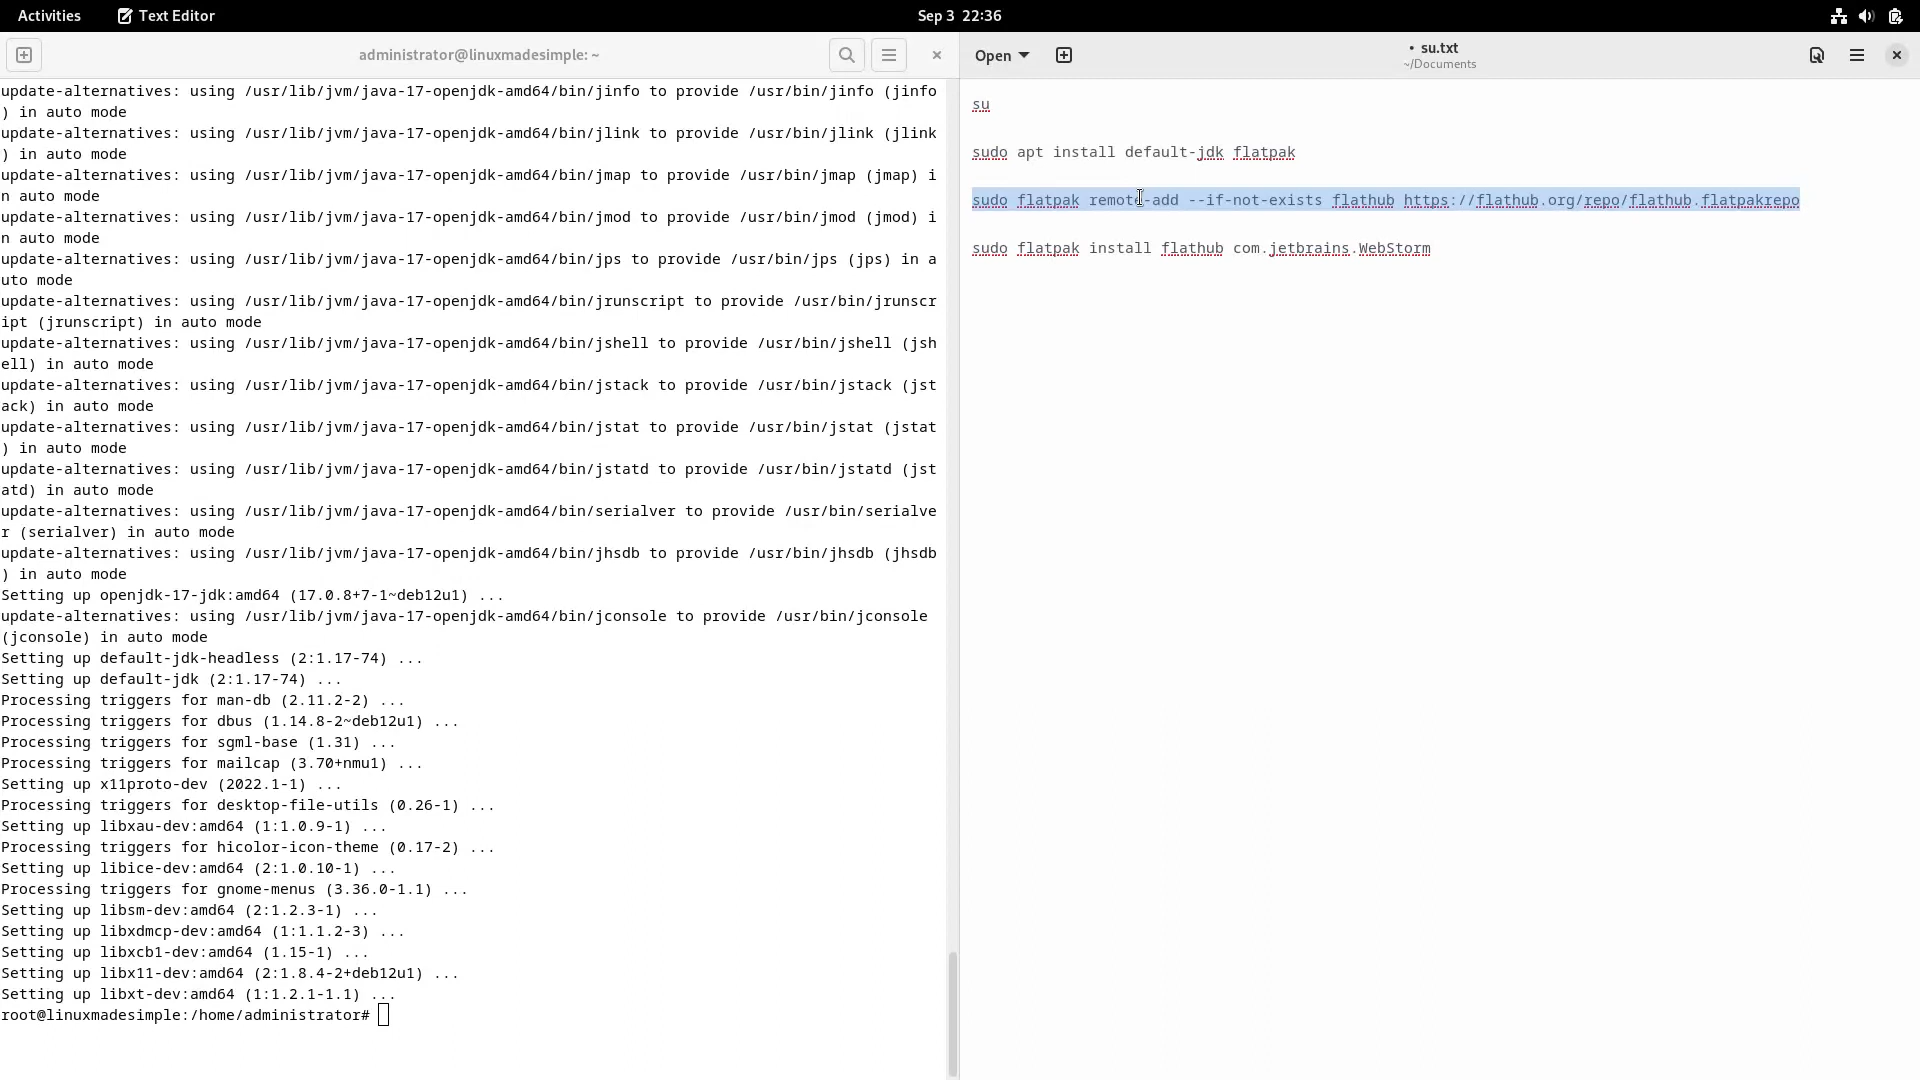 Activities
Text Editor
Sep 3 22:36
administrator@linuxmadesimple: ~
update-alternatives: using /usr/lib/jvm/java-17-openjdk-amd64/bin/jinfo to provide /usr/bin/jinfo (jinfo
) in auto mode
update-alternatives: using /usr/lib/jvm/java-17-openjdk-amd64/bin/jlink to provide /usr/bin/jlink (jlink
) in auto mode
update-alternatives: using /usr/lib/jvm/java-17-openjdk-amd64/bin/jmap to provide /usr/bin/jmap (jmap) i
n auto mode
update-alternatives: using /usr/lib/jvm/java-17-openjdk-amd64/bin/jmod to provide /usr/bin/jmod (jmod) i
n auto mode
update-alternatives: using /usr/lib/jvm/java-17-openjdk-amd64/bin/jps to provide /usr/bin/jps (jps) in a
uto mode
update-alternatives: using /usr/lib/jvm/java-17-openjdk-amd64/bin/jrunscript to provide /usr/bin/jrunscr
ipt (jrunscript) in auto mode
update-alternatives: using /usr/lib/jvm/java-17-openjdk-amd64/bin/jshell to provide /usr/bin/jshell (jsh
ell) in auto mode
update-alternatives: using /usr/lib/jvm/java-17-openjdk-amd64/bin/jstack to provide /usr/bin/jstack (jst
ack) in auto mode
update-alternatives: using /usr/lib/jvm/java-17-openjdk-amd64/bin/jstat to provide /usr/bin/jstat (jstat
) in auto mode
update-alternatives: using /usr/lib/jvm/java-17-openjdk-amd64/bin/jstatd to provide /usr/bin/jstatd (jst
atd) in auto mode
update-alternatives: using /usr/lib/jvm/java-17-openjdk-amd64/bin/serialver to provide /usr/bin/serialve
r (serialver) in auto mode
update-alternatives: using /usr/lib/jvm/java-17-openjdk-amd64/bin/jhsdb to provide /usr/bin/jhsdb (jhsdb
) in auto mode
Setting up openjdk-17-jdk:amd64 (17.0.8+7-1~deb12u1) ...
update-alternatives: using /usr/lib/jvm/java-17-openjdk-amd64/bin/jconsole to provide /usr/bin/jconsole
(jconsole) in auto mode
Setting up default-jdk-headless (2:1.17-74) ...
Setting up default-jdk (2:1.17-74) ...
Processing triggers for man-db (2.11.2-2) ...
Processing triggers for dbus (1.14.8-2~deb12u1) ...
Processing triggers for sgml-base (1.31) ...
Processing triggers for mailcap (3.70+nmu1) ...
Setting up x11proto-dev (2022.1-1) ...
Processing triggers for desktop-file-utils (0.26-1) ...
Setting up libxau-dev:amd64 (1:1.0.9-1) ...
Processing triggers for hicolor-icon-theme (0.17-2) ...
Setting up libice-dev:amd64 (2:1.0.10-1) ...
Processing triggers for gnome-menus (3.36.0-1.1) ...
Setting up libsm-dev:amd64 (2:1.2.3-1) ...
Setting up libxdmcp-dev:amd64 (1:1.1.2-3) ...
Setting up libxcb1-dev:amd64 (1.15-1) ...
Setting up libx11-dev:amd64 (2:1.8.4-2+deb12u1) ...
Setting up libxt-dev:amd64 (1:1.2.1-1.1) ...
root@linuxmadesimple:/home/administrator#
Open
• su.txt
~/Documents
su
sudo apt install default-jdk flatpak
sudo flatpak remote-add --if-not-exists flathub https://flathub.org/repo/flathub.flatpakrepo
sudo flatpak install flathub com.jetbrains.WebStorm